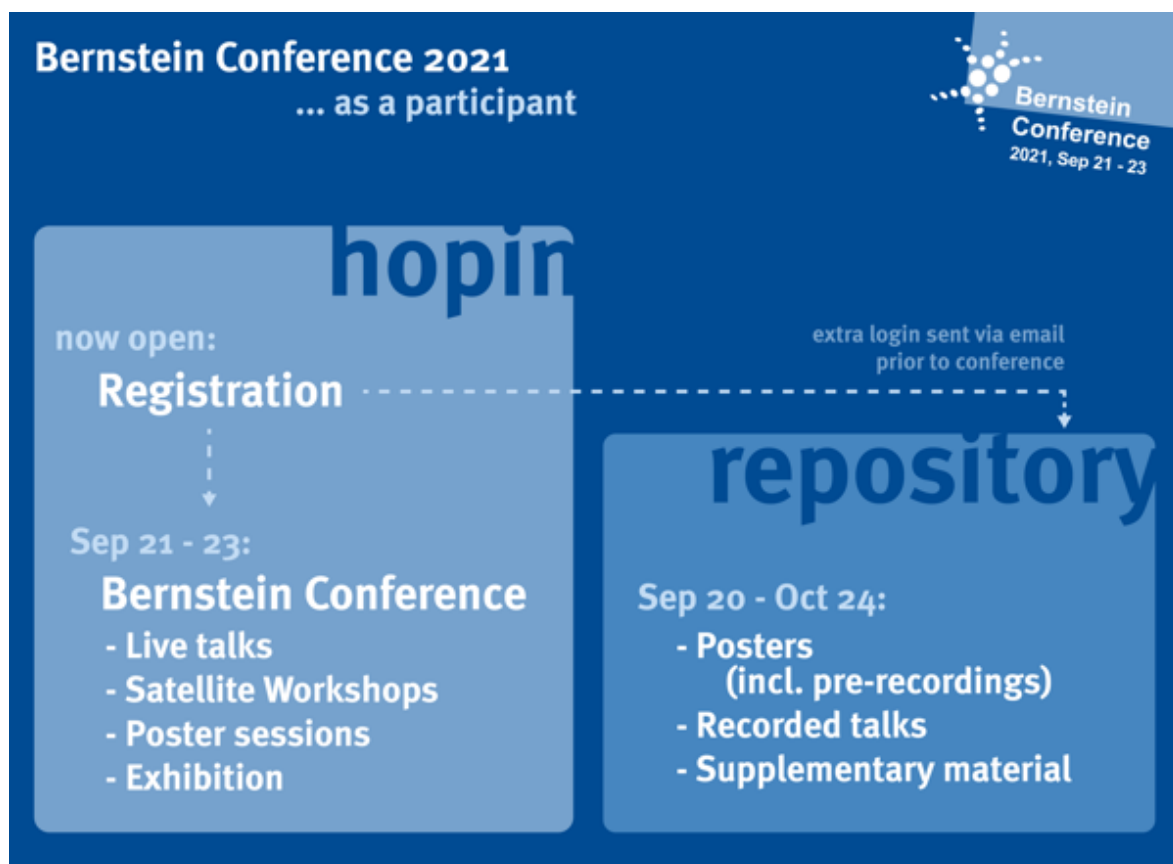 Bernstein Conference 2021
... as a participant
Bernstein
Conference
2021, Sep 21 - 23
hopin
now open:
Registration
extra login sent via email
prior to conference
Sep 21 - 23:
Bernstein Conference
- Live talks
- Satellite Workshops
- Poster sessions
- Exhibition
repository
Sep 20 - Oct 24:
- Posters
(incl. pre-recordings)
- Recorded talks
- Supplementary material